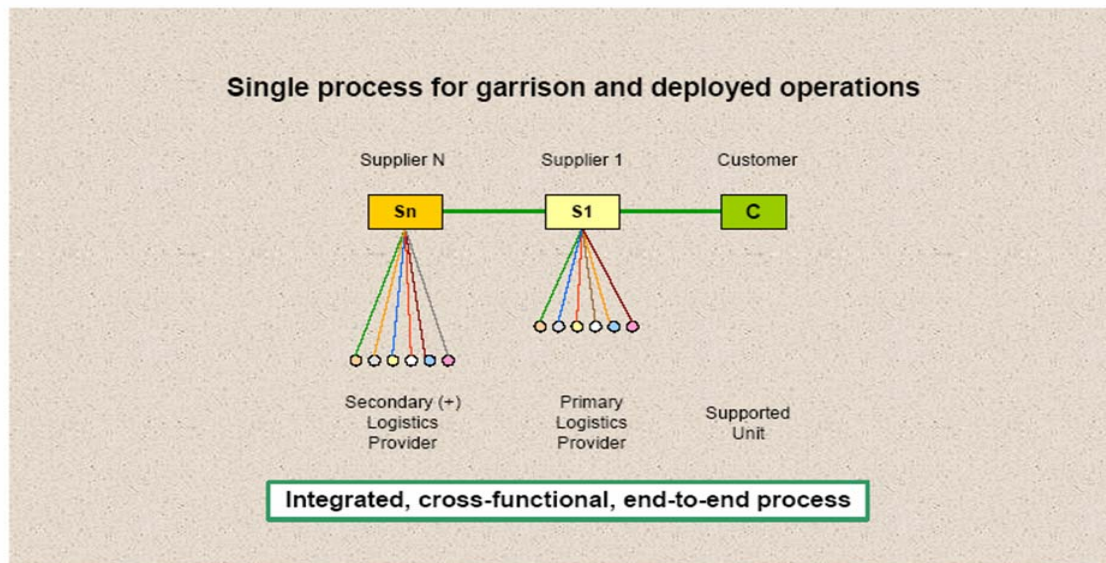 Single process for garrison and deployed operations
Supplier N
Supplier 1
Customer
Sn
S1
C
Secondary (+)
Logistics
Provider
Primary
Logistics
Provider
Supported
Unit
Integrated, cross-functional, end-to-end process